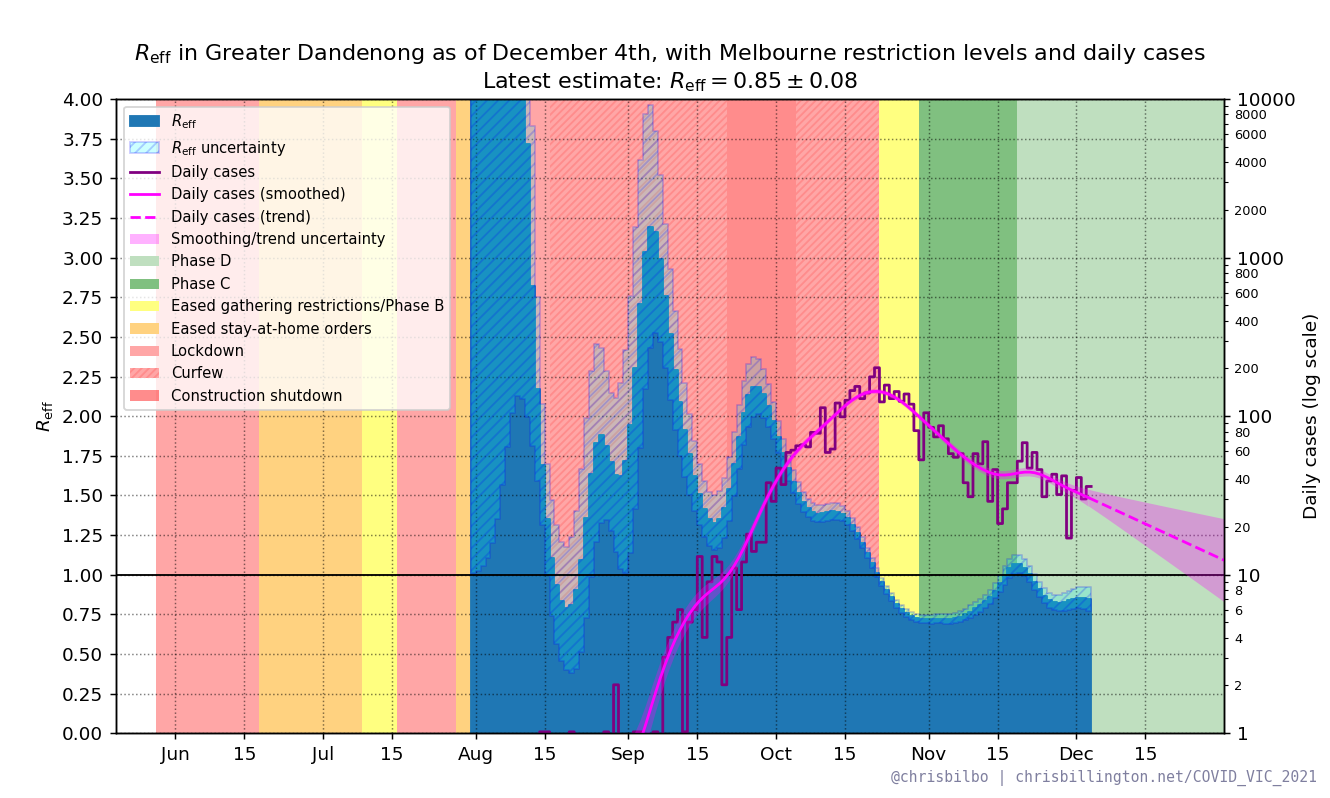 R_eff in Greater Dandenong as of December 4th, with Melbourne restriction levels and daily cases
Latest estimate: R_eff = 0.85 ± 0.08
4.00
3.75
3.50
3.25
3.00
2.75
2.50
2.25
2.00
1.75
1.50
1.25
1.00
0.75
0.50
0.25
0.00
R_eff
R_eff
R_eff uncertainty
Daily cases
Daily cases (smoothed)
Daily cases (trend)
Smoothing/trend uncertainty
Phase D
Phase C
Eased gathering restrictions/Phase B
Eased stay-at-home orders
Lockdown
Curfew
Construction shutdown
10000
8000
6000
4000
2000
1000
800
600
400
200
100
80
60
40
20
10
8
6
4
2
1
Daily cases (log scale)
Jun 15 Jul 15 Aug 15 Sep 15 Oct 15 Nov 15 Dec 15
@chrisbilbo | chrisbillington.net/COVID_VIC_2021